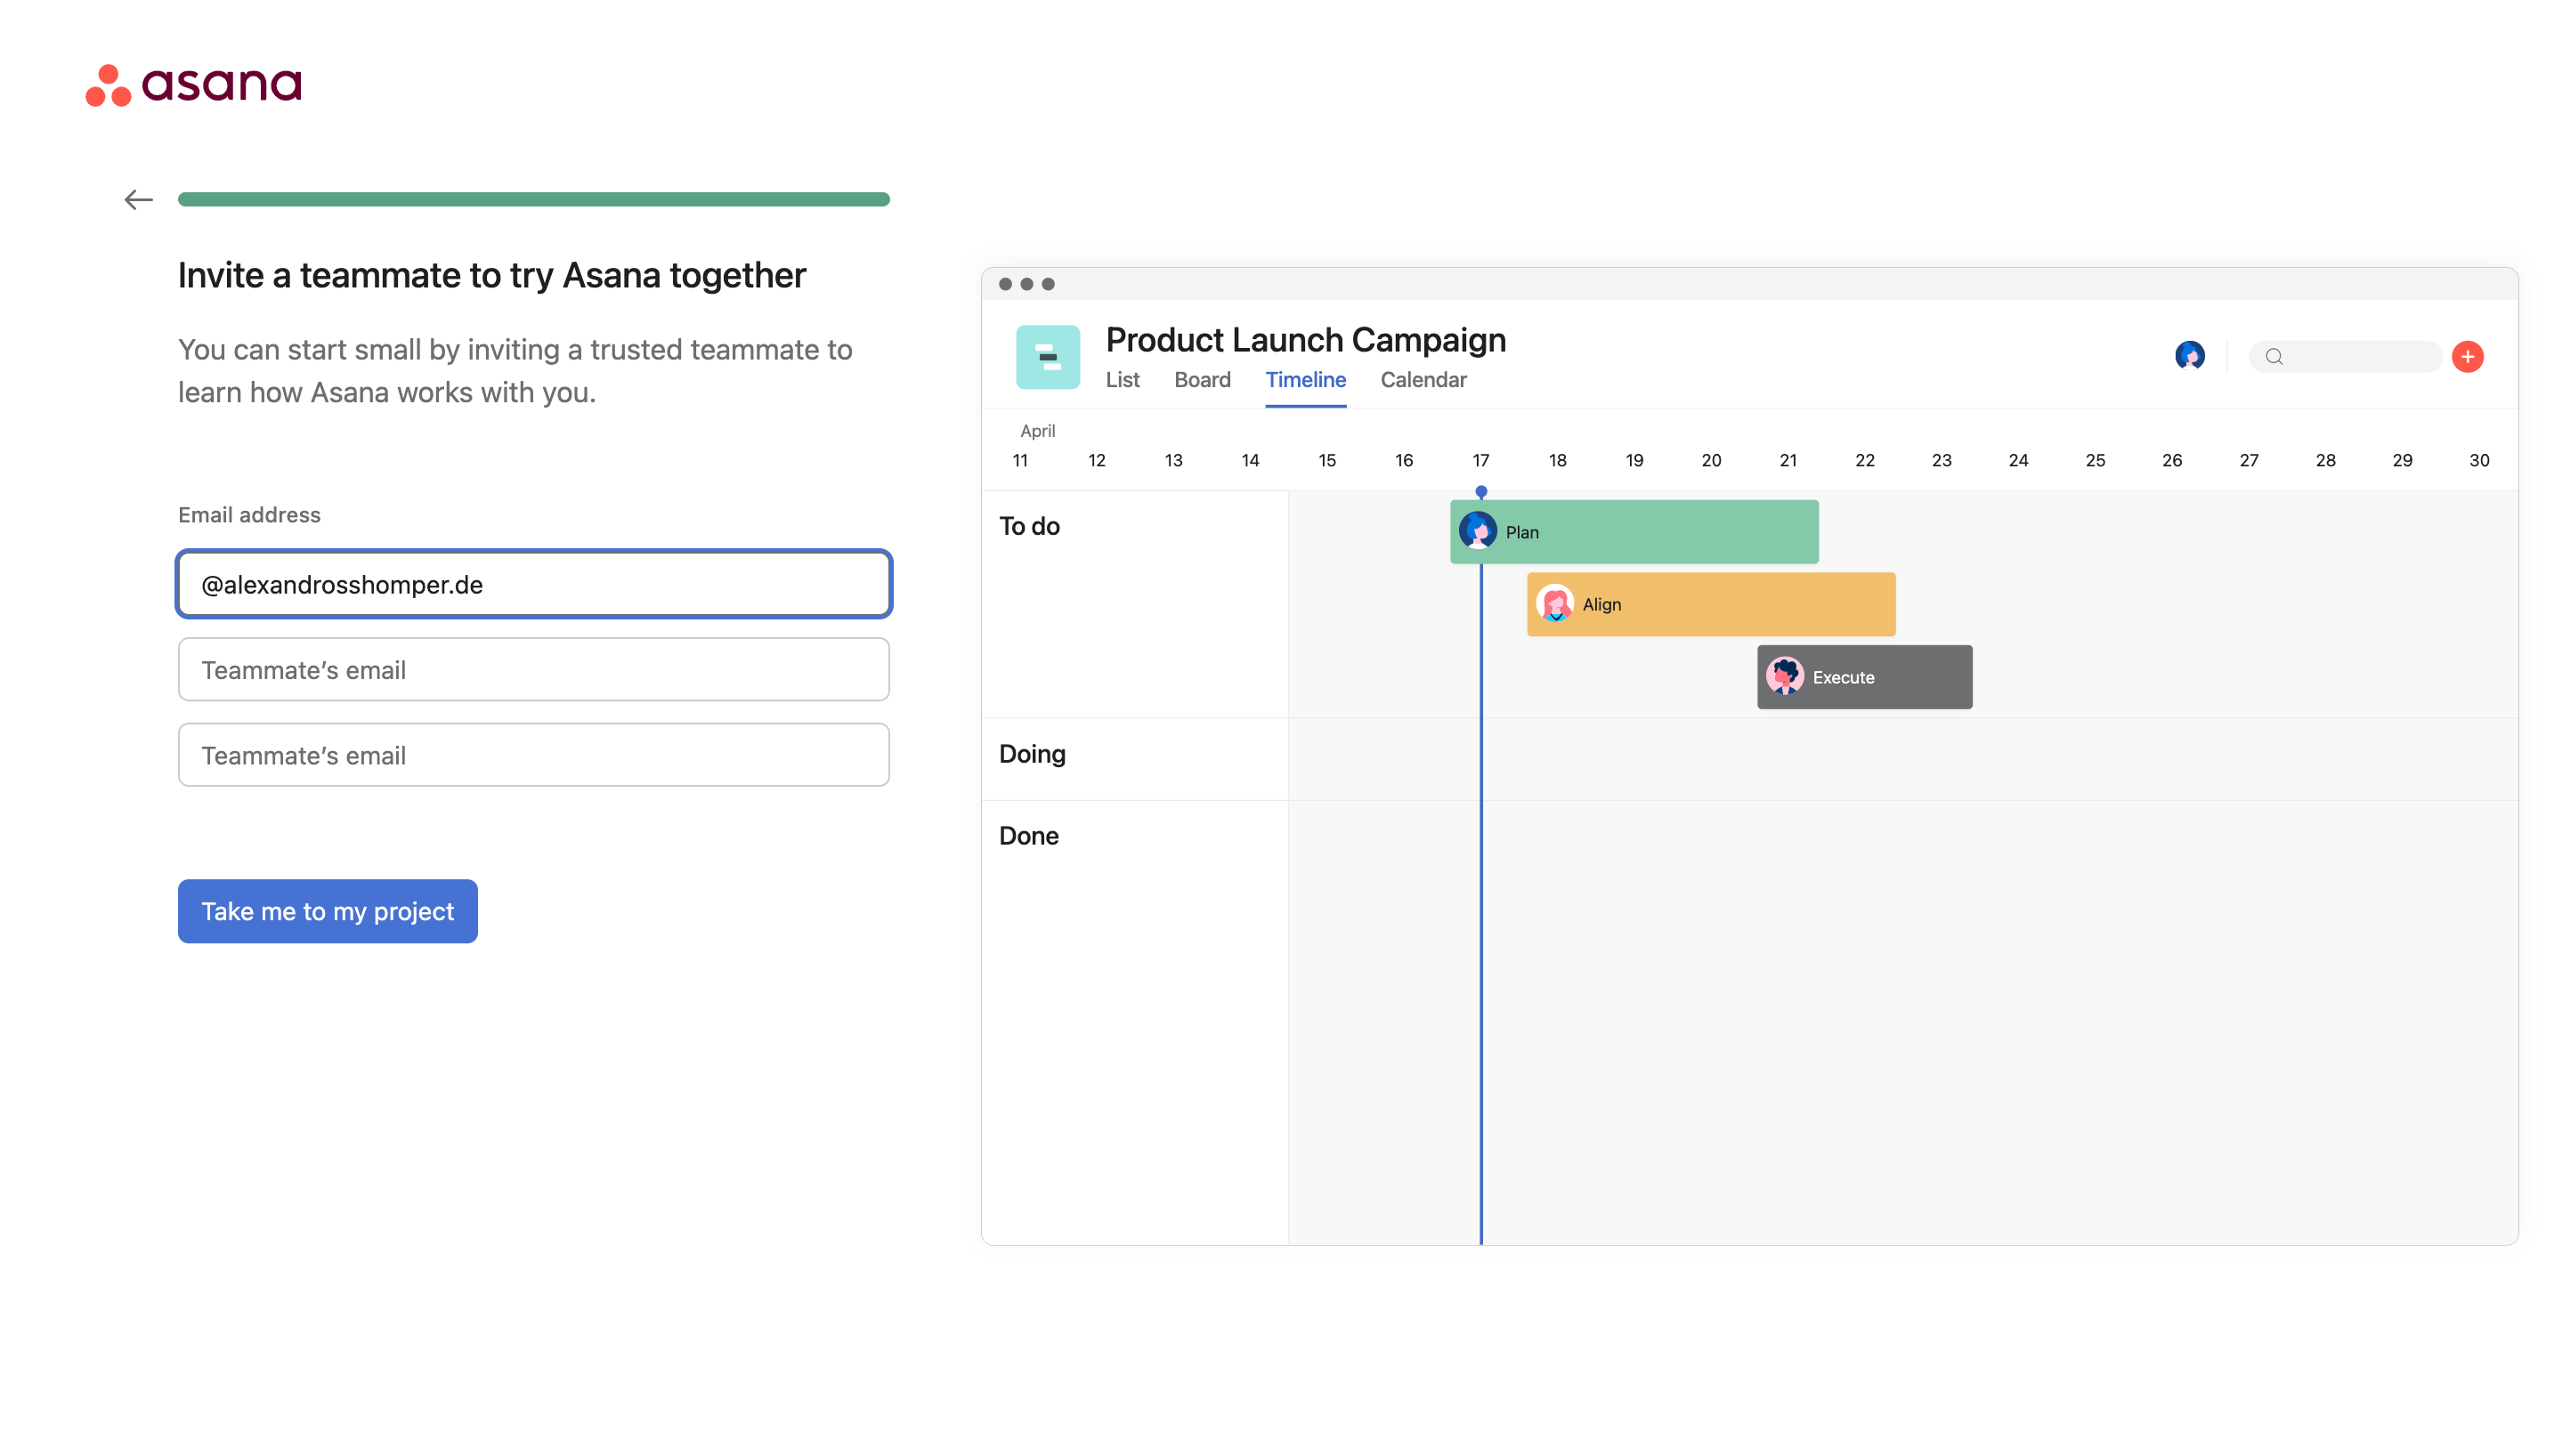 asana
Invite a teammate to try Asana together
You can start small by inviting a trusted teammate to
learn how Asana works with you.
Email address
@alexandrosshomper.de
Teammate’s email
Teammate’s email
Take me to my project
Product Launch Campaign
List Board Timeline Calendar
April
11 12 13 14 15 16 17 18 19 20 21 22 23 24 25 26 27 28 29 30
To do
Plan
Align
Execute
Doing
Done